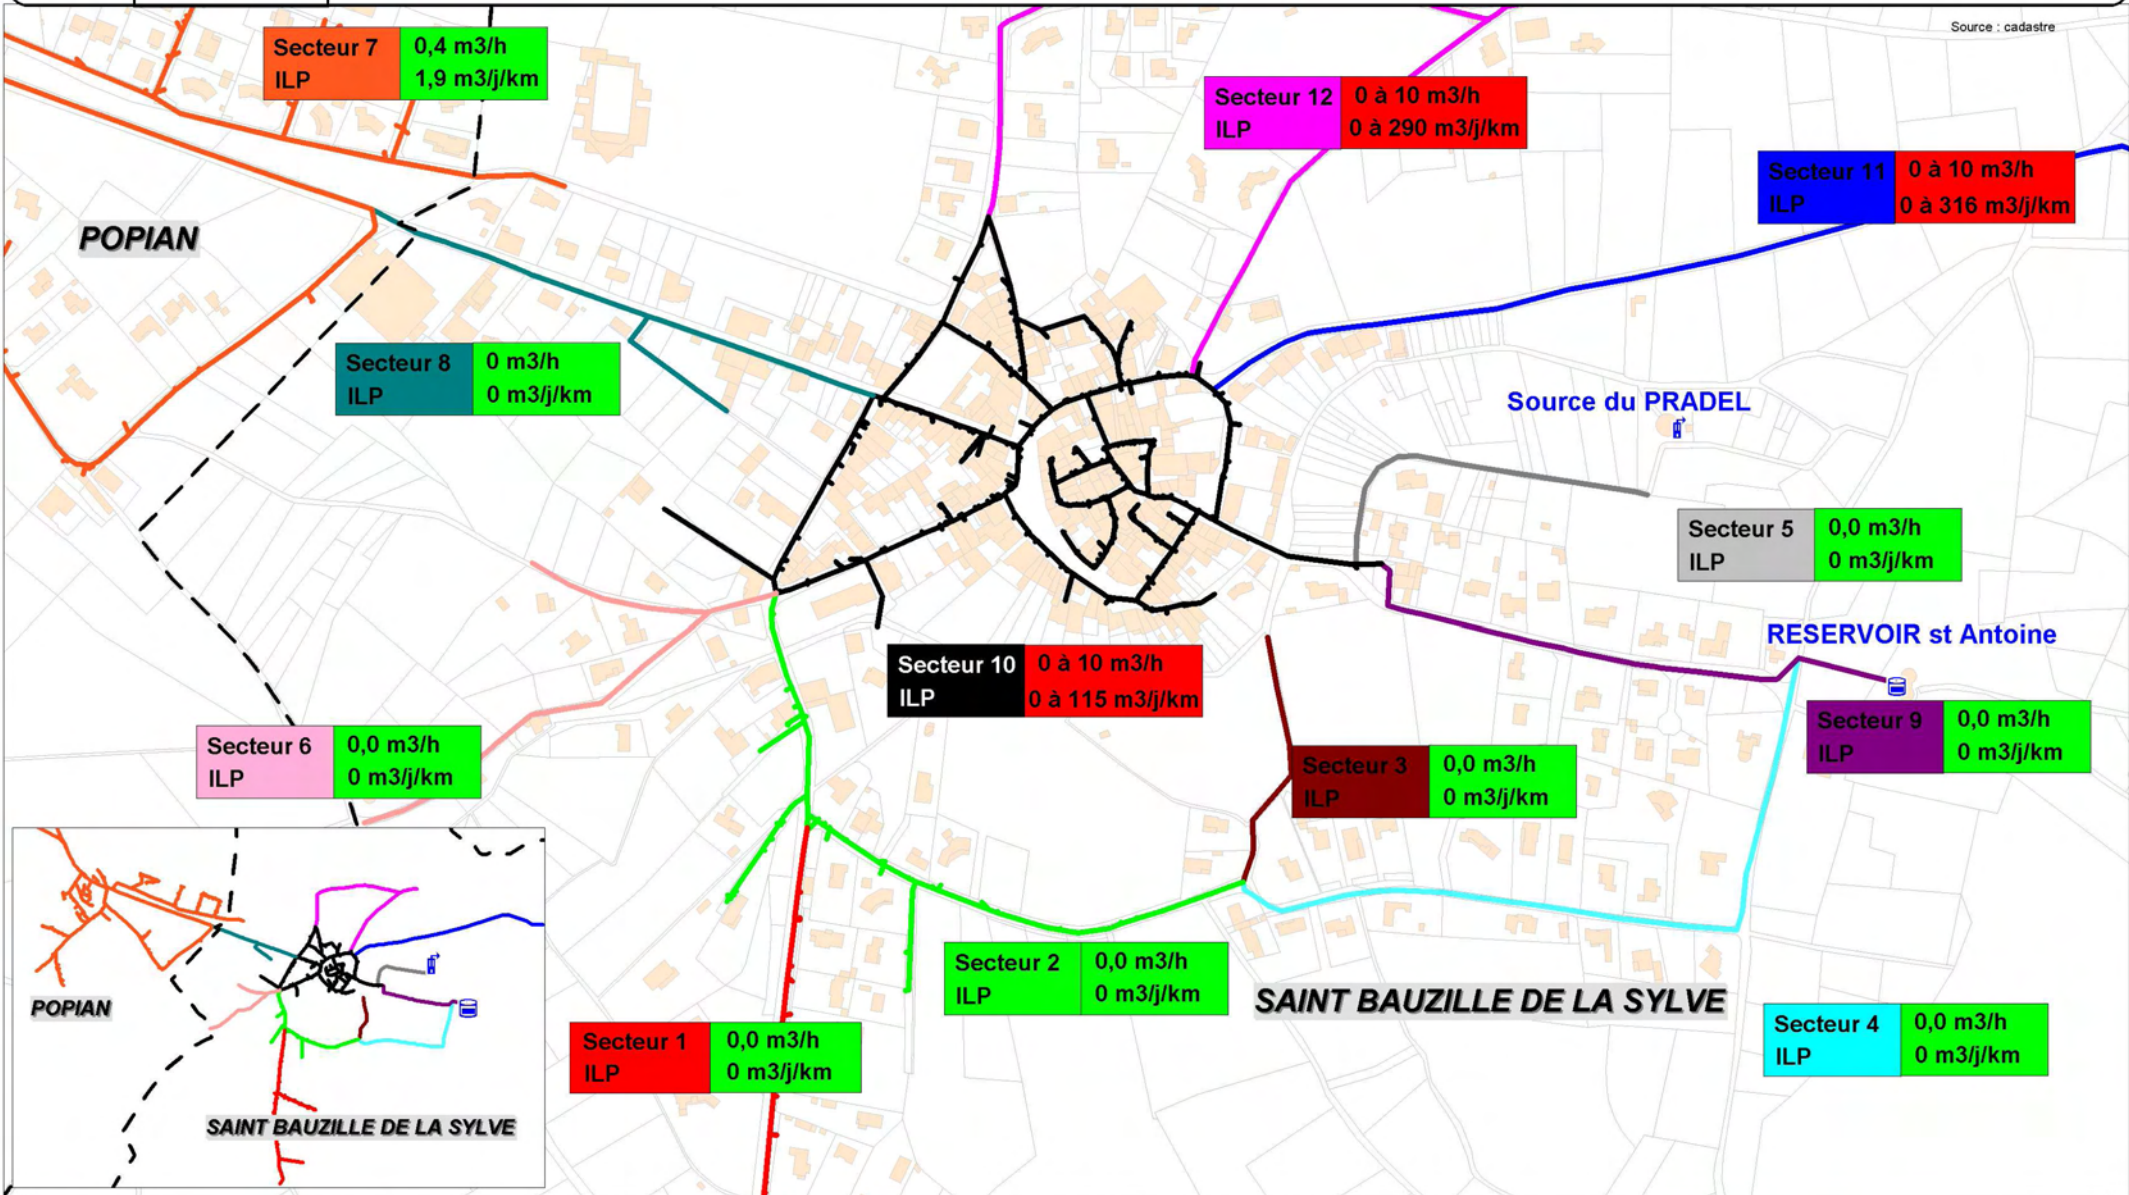 Source : cadastre
Secteur 7 0,4 m3/h
ILP 1,9 m3/j/km
Secteur 12 0 à 10 m3/h
ILP 0 à 290 m3/j/km
Secteur 11 0 à 10 m3/h
ILP 0 à 316 m3/j/km
POPIAN
Secteur 8 0 m3/h
ILP 0 m3/j/km
Source du PRADEL
Secteur 5 0,0 m3/h
ILP 0 m3/j/km
RESERVOIR st Antoine
Secteur 10 0 à 10 m3/h
ILP 0 à 115 m3/j/km
Secteur 9 0,0 m3/h
ILP 0 m3/j/km
Secteur 6 0,0 m3/h
ILP 0 m3/j/km
Secteur 3 0,0 m3/h
ILP 0 m3/j/km
Secteur 2 0,0 m3/h
ILP 0 m3/j/km
SAINT BAUZILLE DE LA SYLVE
Secteur 4 0,0 m3/h
ILP 0 m3/j/km
Secteur 1 0,0 m3/h
ILP 0 m3/j/km
POPIAN
SAINT BAUZILLE DE LA SYLVE